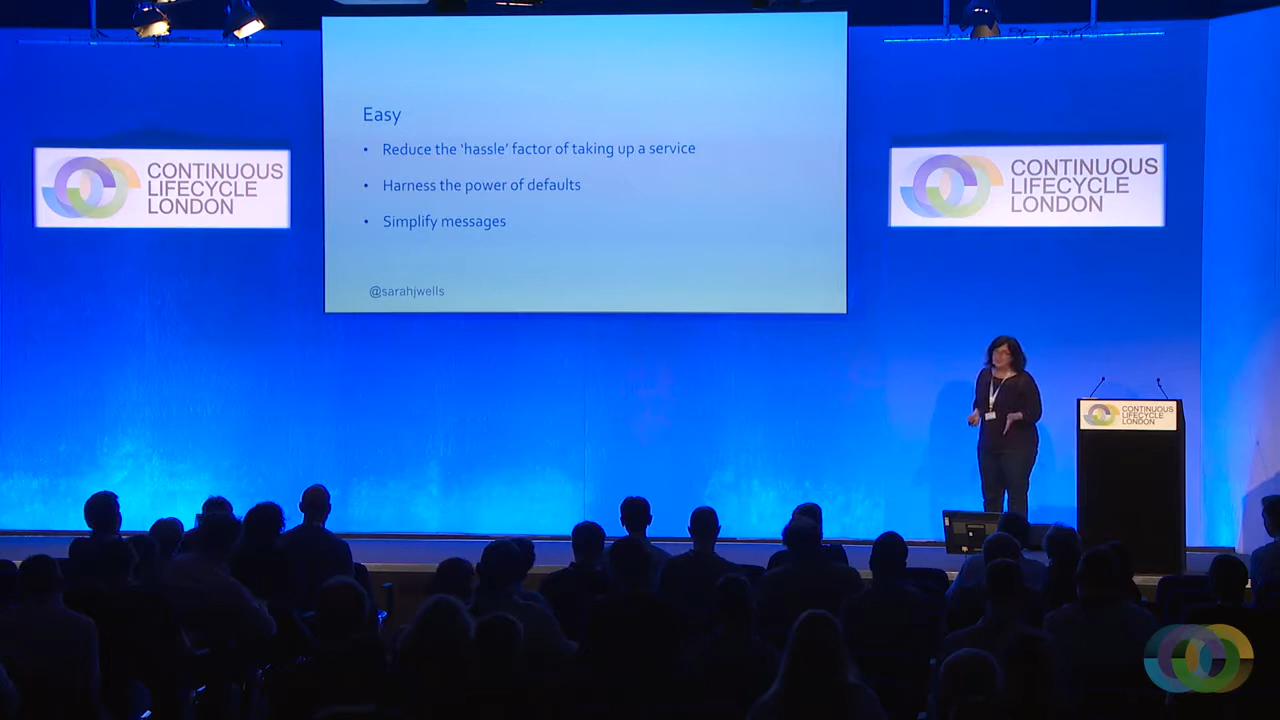 Easy
• Reduce the 'hassle' factor of taking up a service
• Harness the power of defaults
• Simplify messages
@sarahjwells
CONTINUOUS
LIFECYCLE
LONDON
CONTINUOUS
LIFECYCLE
LONDON
CONTINUOUS
LIFECYCLE
LONDON